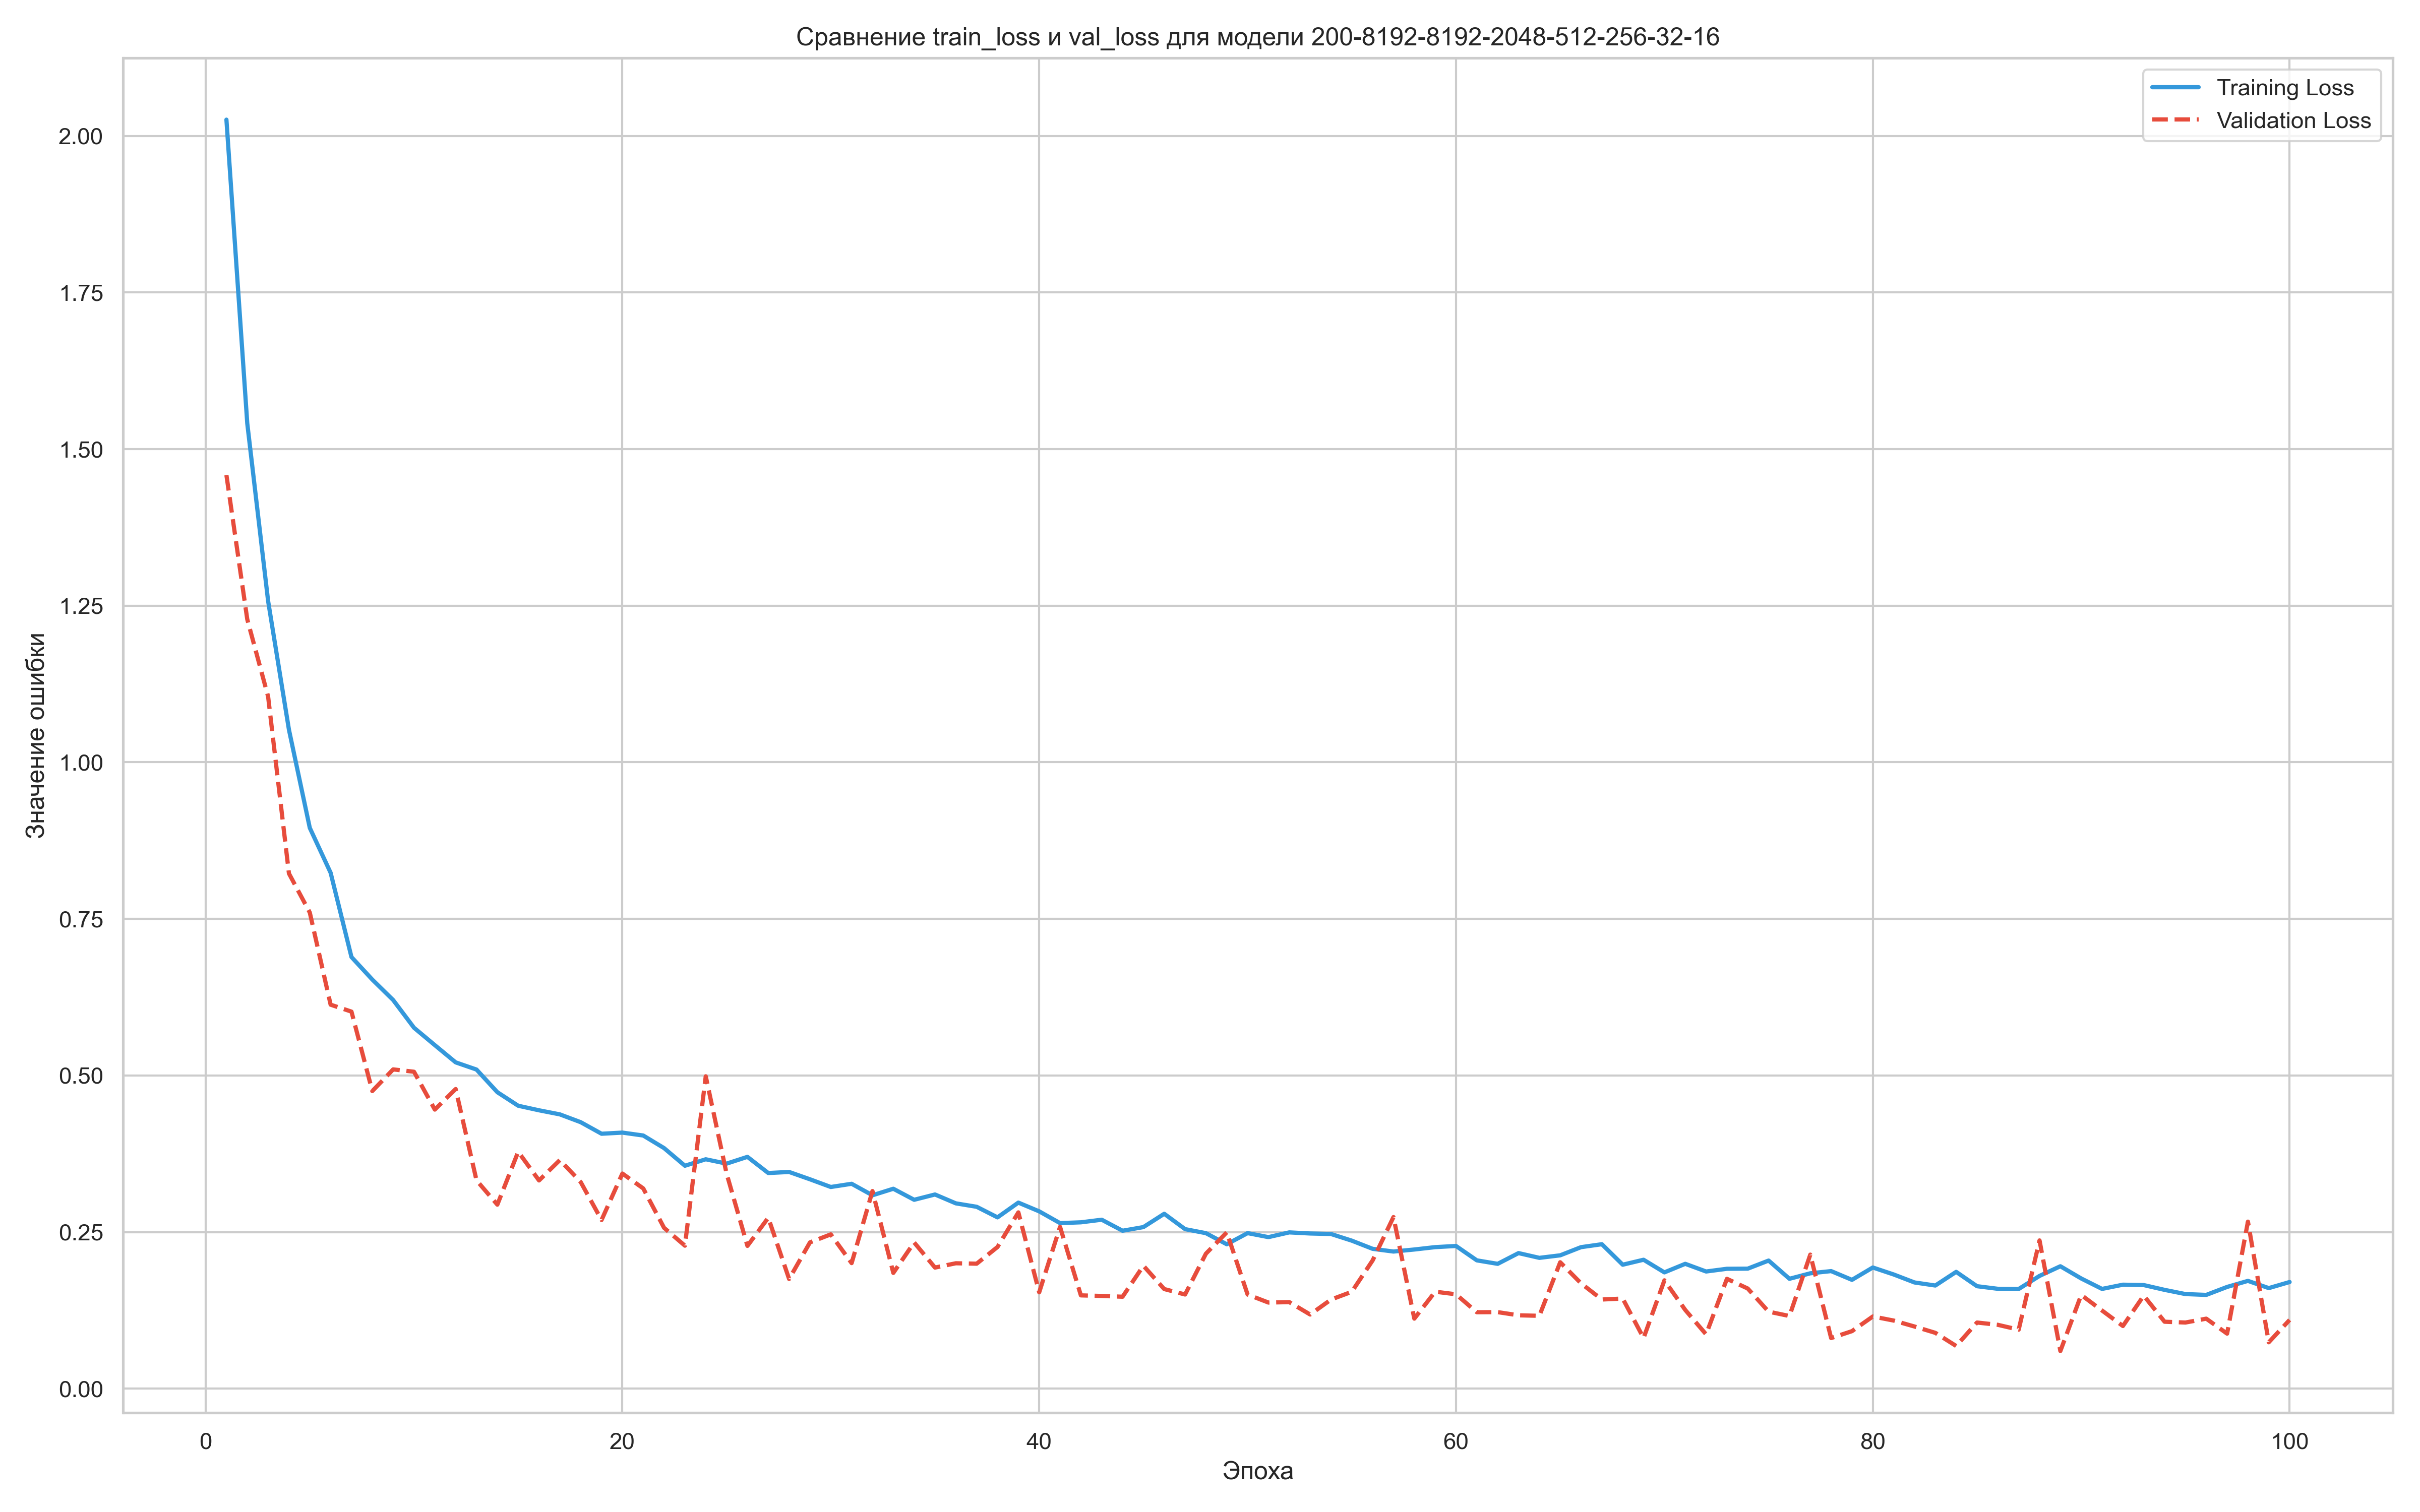 Сравнение train_loss и val_loss для модели 200-8192-8192-2048-512-256-32-16
Training Loss
Validation Loss
2.00
1.75
1.50
1.25
1.00
0.75
0.50
0.25
0.00
Значение ошибки
0 20 40 60 80 100
Эпоха